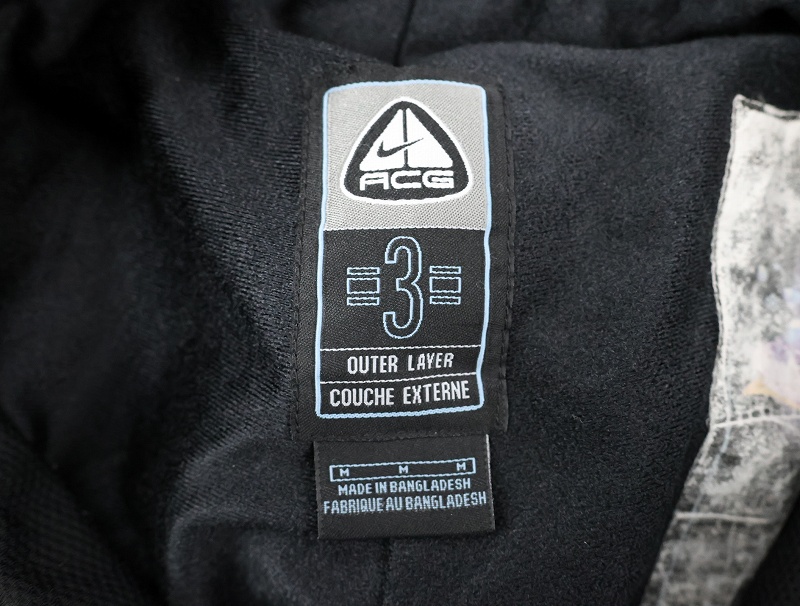 ACG
3
OUTER LAYER
COUCHE EXTERNE
M M M
MADE IN BANGLADESH
FABRIQUE AU BANGLADESH